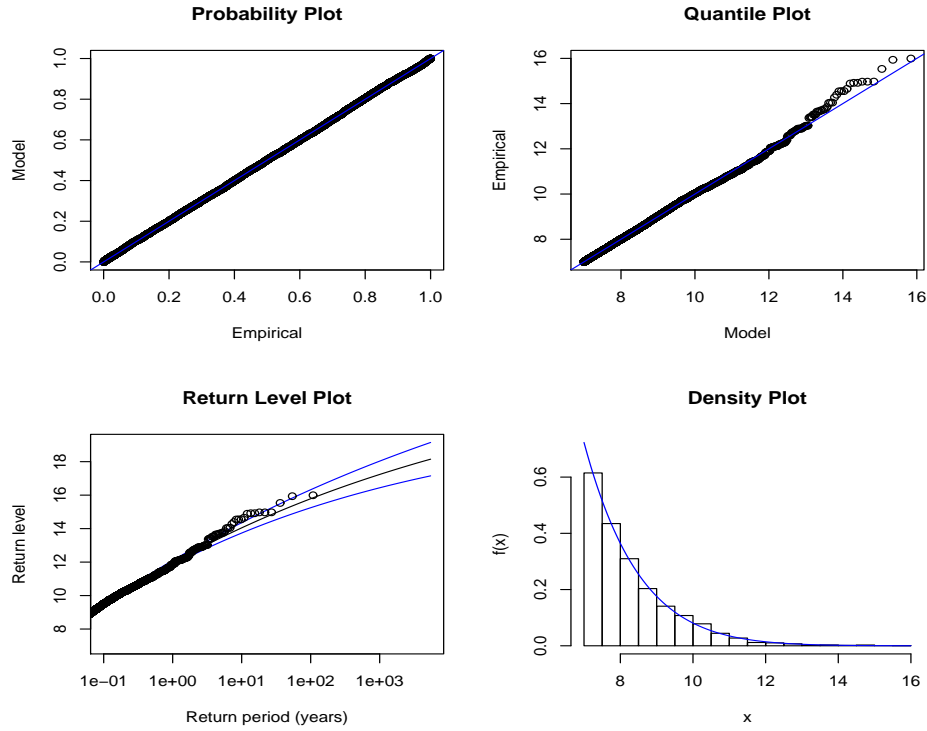 Probability Plot
Model
0.0 0.2 0.4 0.6 0.8 1.0
0.0 0.2 0.4 0.6 0.8 1.0
Empirical
Quantile Plot
Empirical
8 10 12 14 16
8 10 12 14 16
Model
Return Level Plot
Return level
8 10 12 14 16 18
1e−01 1e+00 1e+01 1e+02 1e+03
Return period (years)
Density Plot
f(x)
0.0 0.2 0.4 0.6
8 10 12 14 16
x